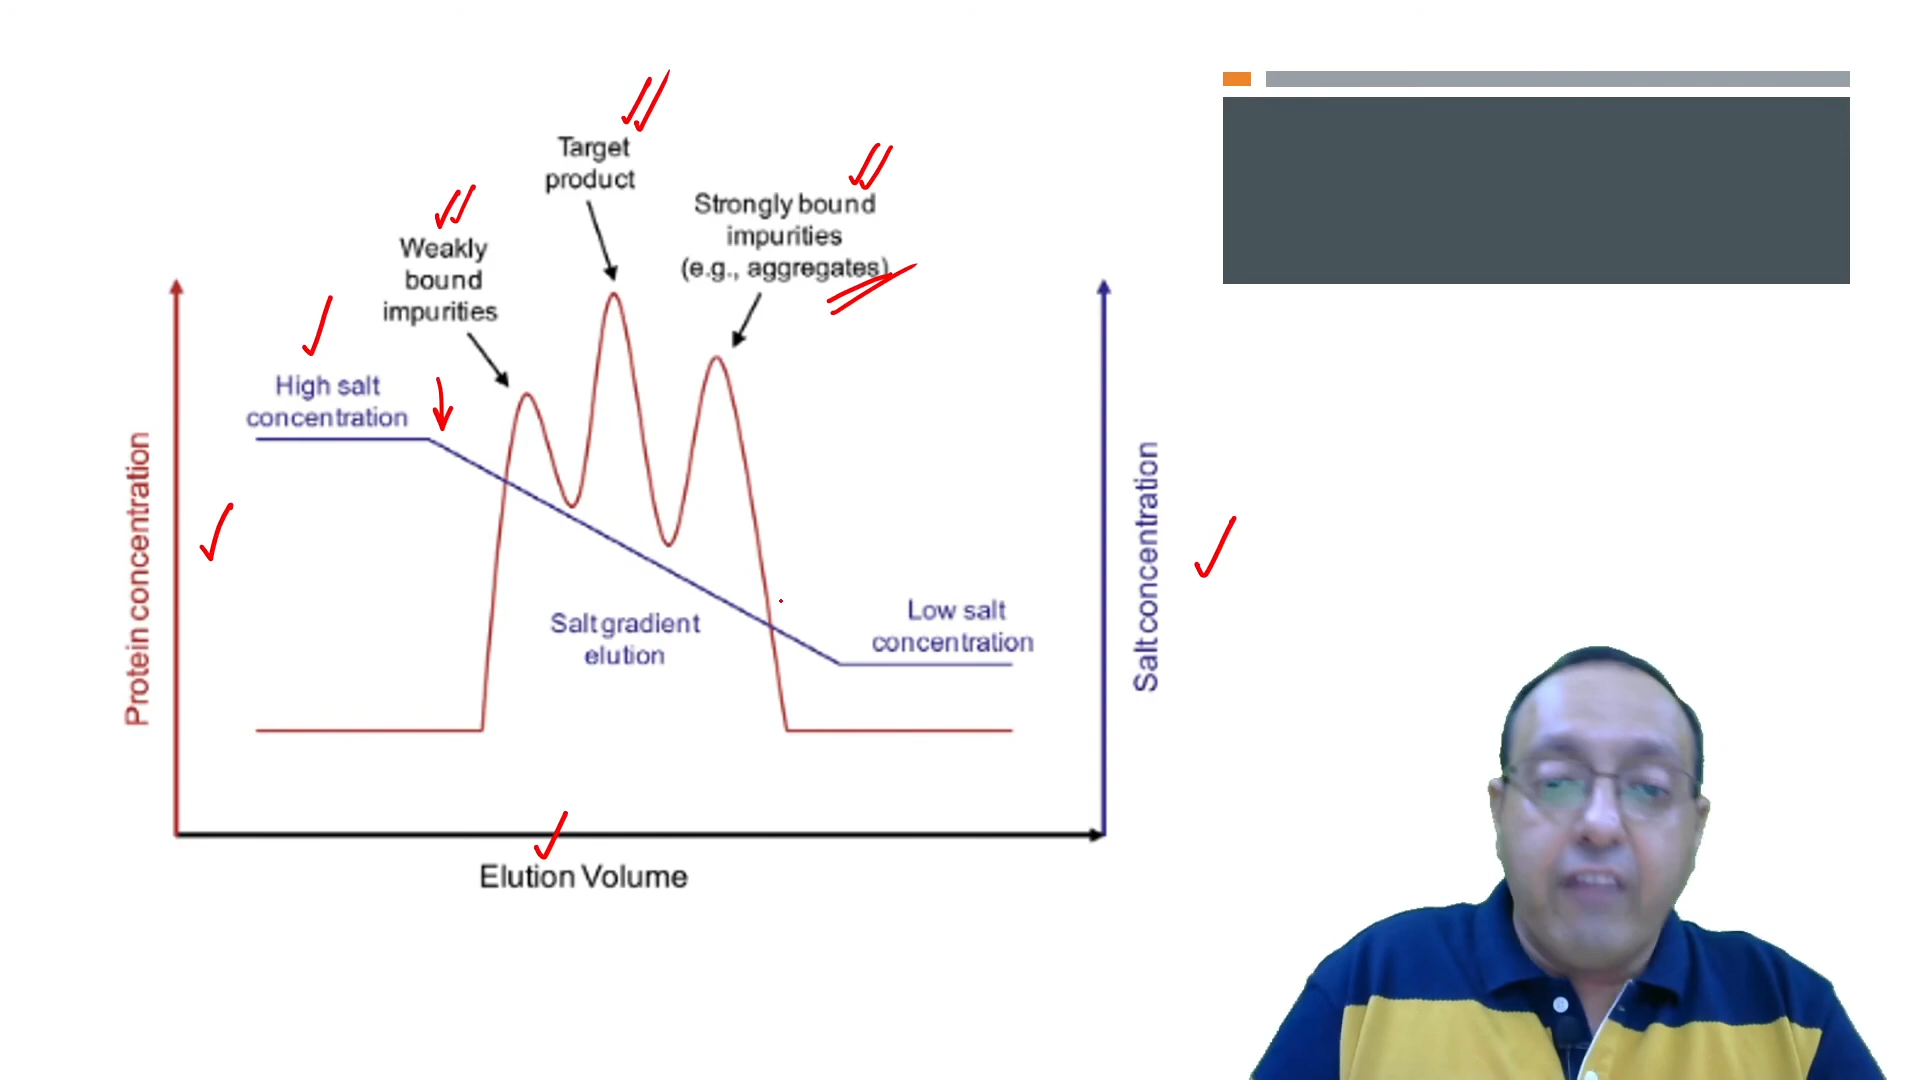 Target
product
Strongly bound
impurities
(e.g., aggregates)
Weakly
bound
impurities
High salt
concentration
Protein concentration
Salt concentration
Salt gradient
elution
Low salt
concentration
Elution Volume